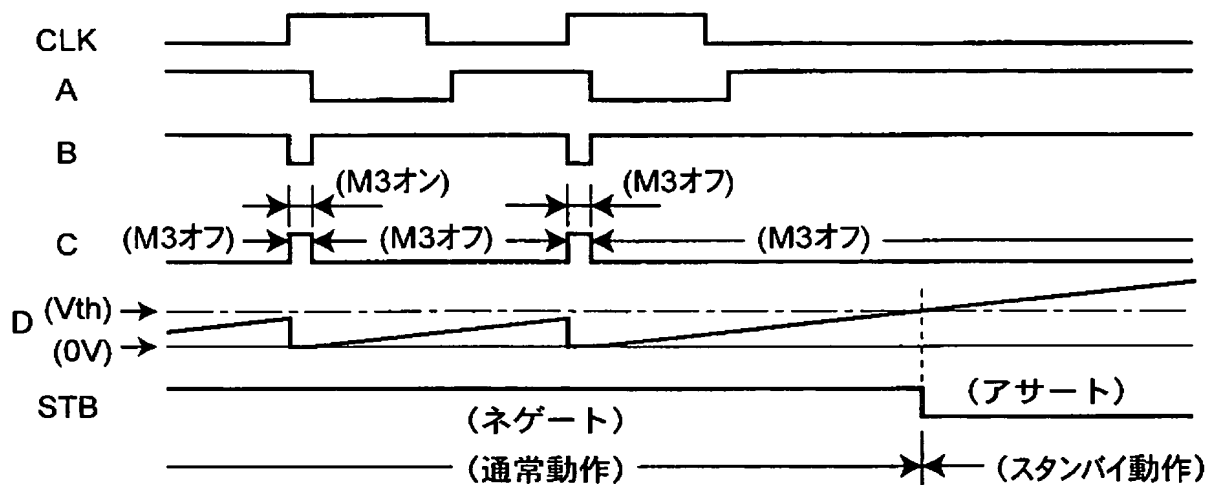 CLK
A
B
(M3オン) (M3オフ)
C (M3オフ) (M3オフ) (M3オフ)
D (Vth)
(0V)
STB (ネゲート) (アサート)
(通常動作) (スタンバイ動作)